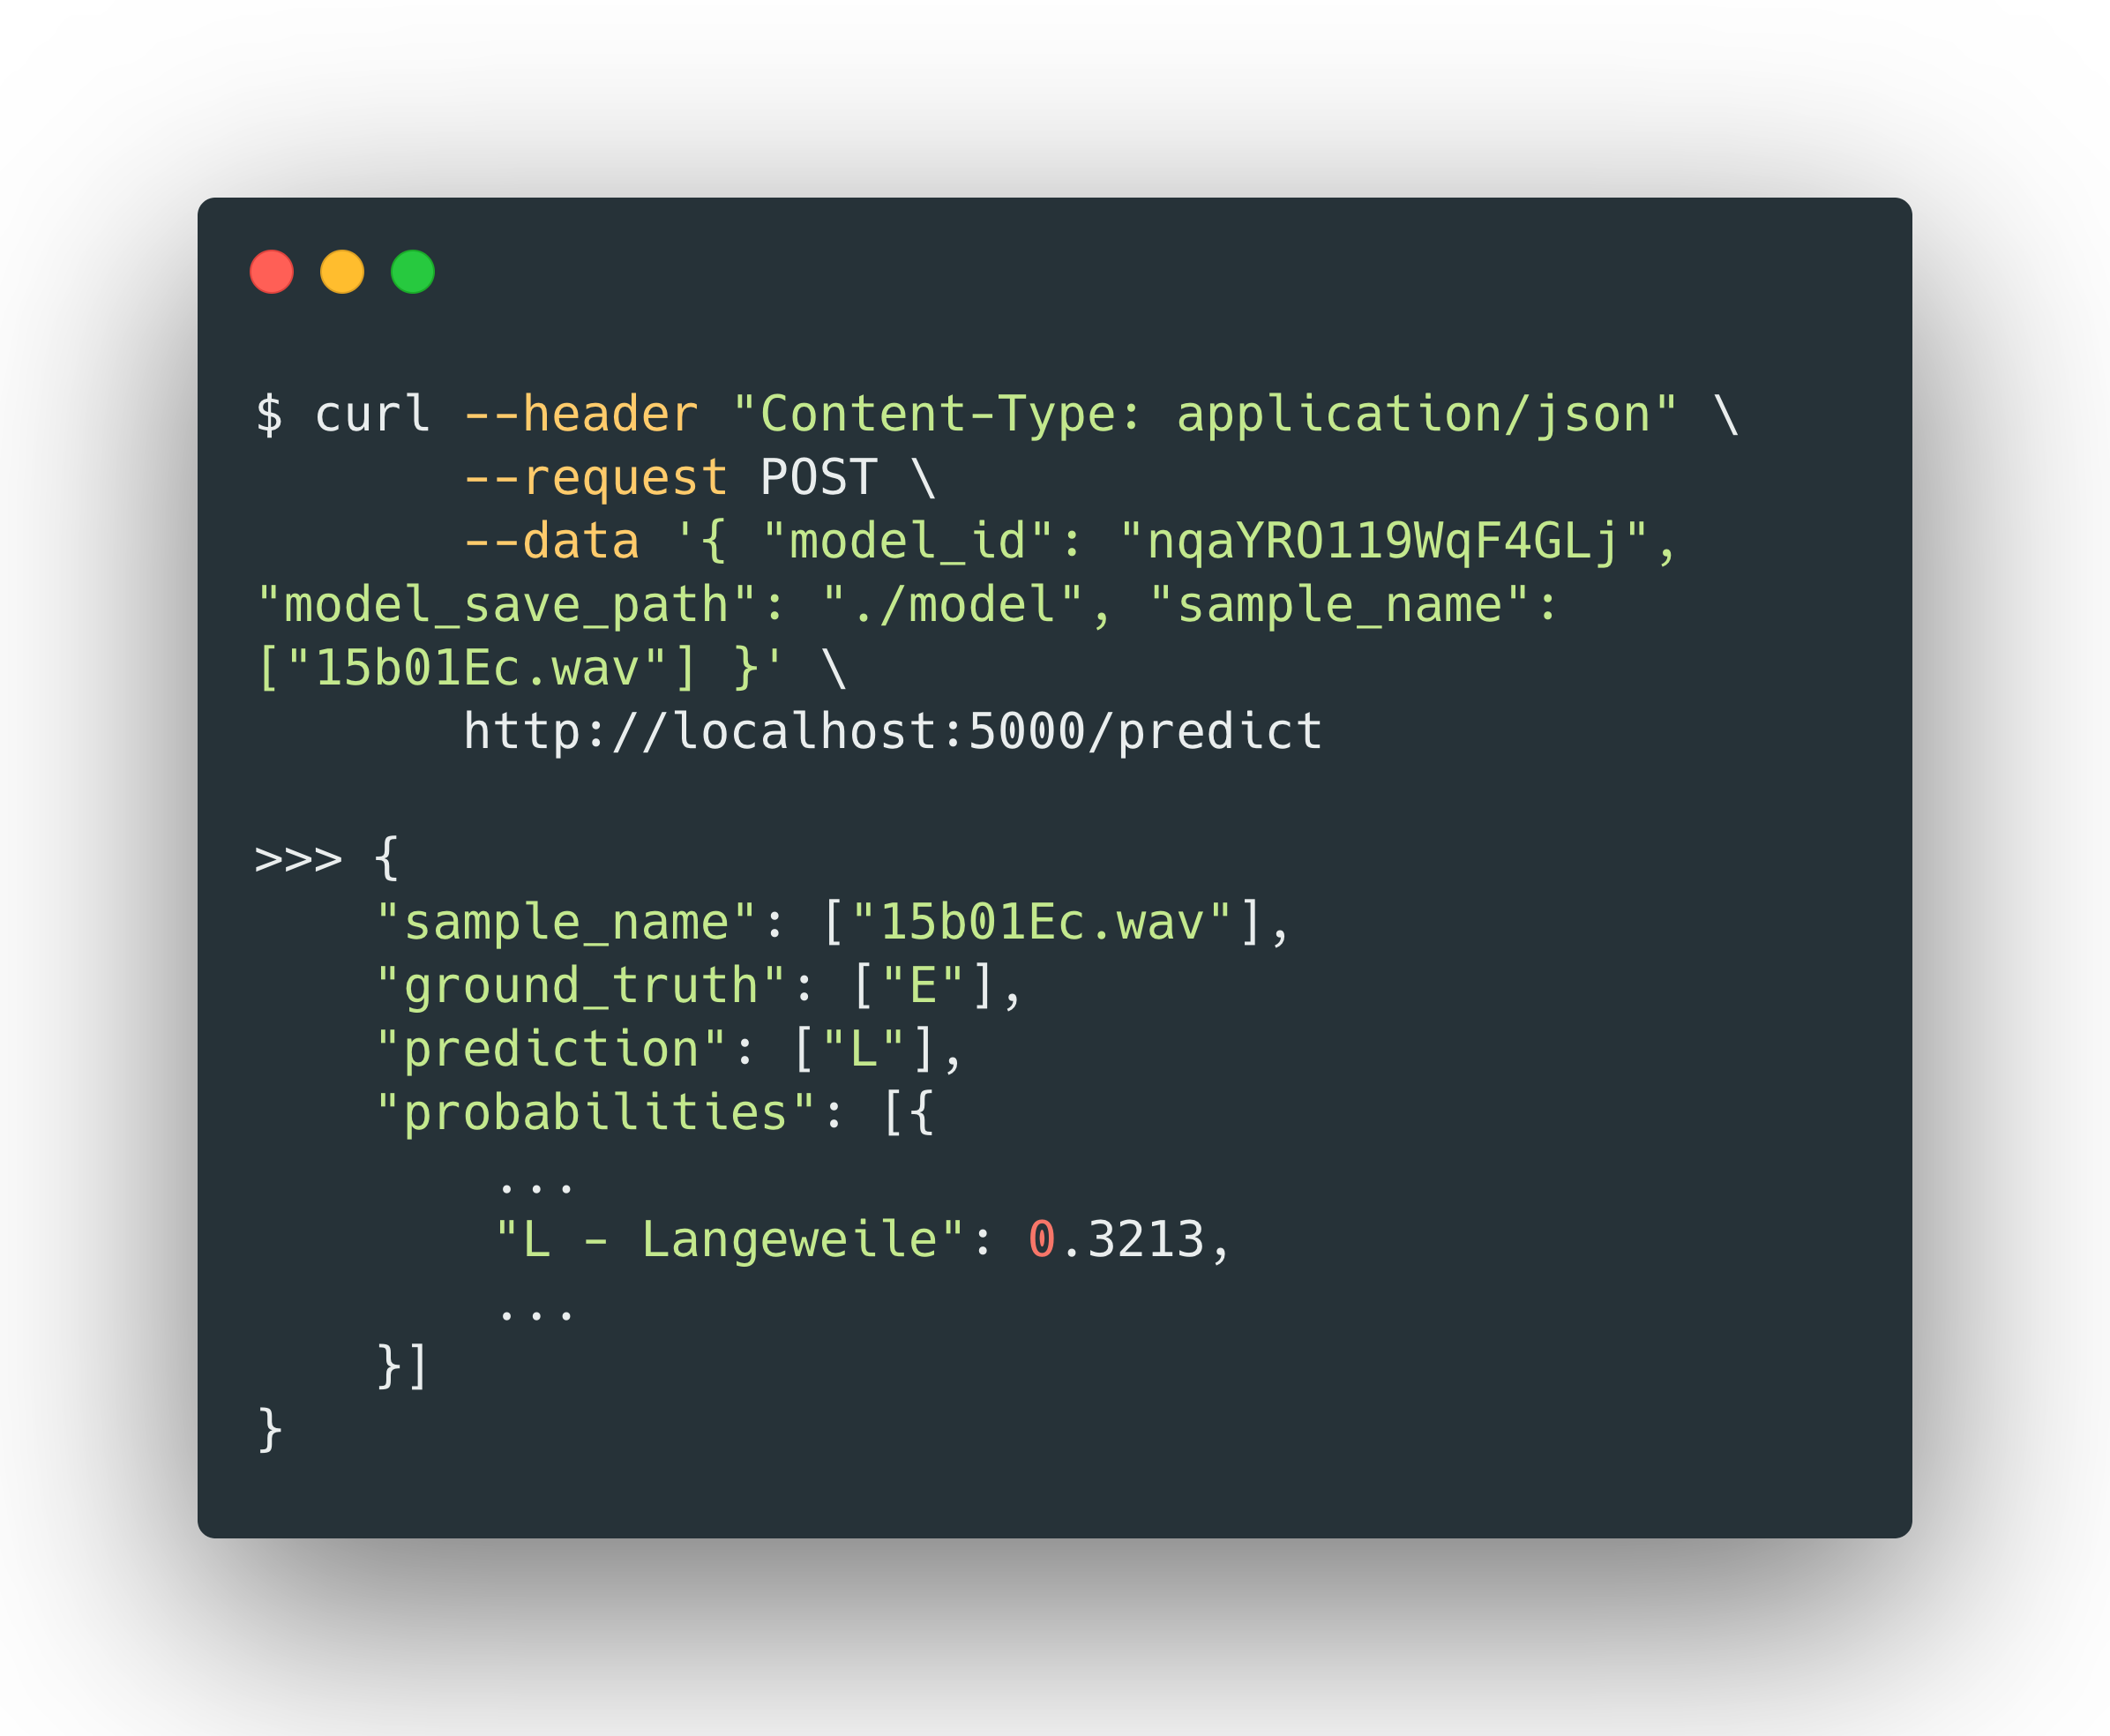 $ curl --header "Content-Type: application/json" \
       --request POST \
       --data '{ "model_id": "nqaYRO119WqF4GLj",
"model_save_path": "./model", "sample_name":
["15b01Ec.wav"] }' \
       http://localhost:5000/predict
>>> {
    "sample_name": ["15b01Ec.wav"],
    "ground_truth": ["E"],
    "prediction": ["L"],
    "probabilities": [{
        ...
        "L - Langeweile": 0.3213,
        ...
    }]
}